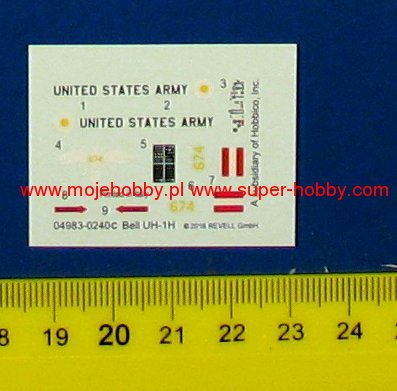 3
UNITED STATES ARMY
1 2
UNITED STATES ARMY
4 5
674
674
6 7
www.mojehobby.pl www.super-hobby.com
8
9
674
04983-0240C Bell UH-1H ©2016 REVELL GmbH
A subsidiary of Hobbico, Inc.
18 19 20 21 22 23 24